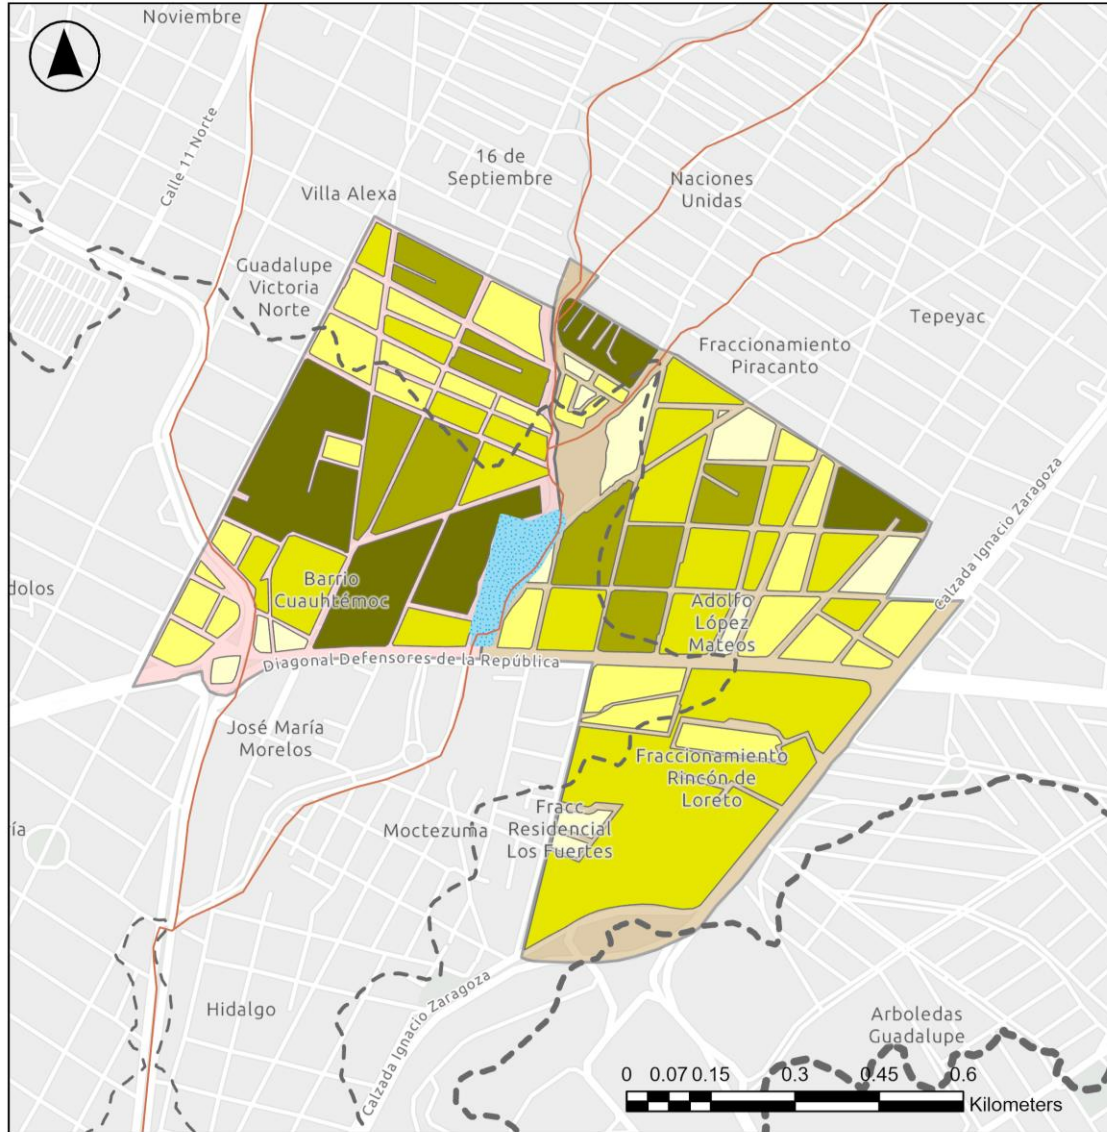 Noviembre
Calle 11 Norte
16 de
Septiembre
Villa Alexa
Naciones
Unidas
Guadalupe
Victoria
Norte
Tepeyac
Fraccionamiento
Piracanto
Calzada Ignacio Zaragoza
dolos
Barrio
Cuauhtémoc
Adolfo
López
Mateos
Diagonal Defensores de la República
José María
Morelos
Fraccionamiento
Rincón de
Loreto
Fracc
Residencial
Los Fuertes
Moctezuma
ía
Calzada Ignacio Zaragoza
Hidalgo
Arboledas
Guadalupe
0 0.07 0.15 0.3 0.45 0.6
Kilometers